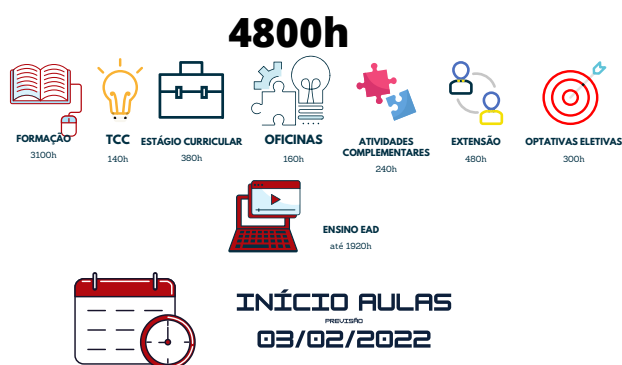 4800h
FORMAÇÃO
3100h
TCC
140h
ESTÁGIO CURRICULAR
380h
OFICINAS
160h
ATIVIDADES
COMPLEMENTARES
240h
EXTENSÃO
480h
OPTATIVAS ELETIVAS
300h
ENSINO EAD
até 1920h
INÍCIO AULAS
PREVISÃO
03/02/2022